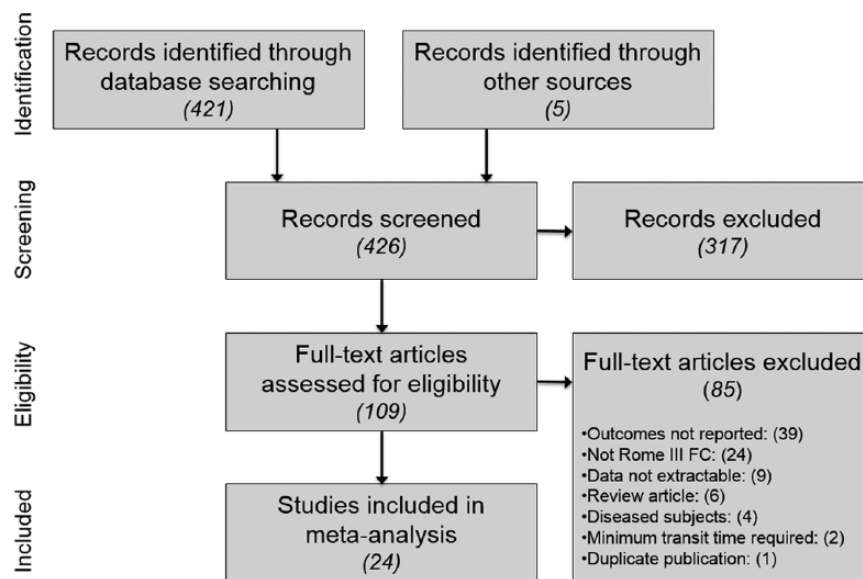 Identification
Records identified through
database searching
(421)
Records identified through
other sources
(5)
Screening
Records screened
(426)
Records excluded
(317)
Eligibility
Full-text articles
assessed for eligibility
(109)
Full-text articles excluded
(85)
•Outcomes not reported: (39)
•Not Rome III FC: (24)
•Data not extractable: (9)
•Review article: (6)
•Diseased subjects: (4)
•Minimum transit time required: (2)
•Duplicate publication: (1)
Included
Studies included in
meta-analysis
(24)